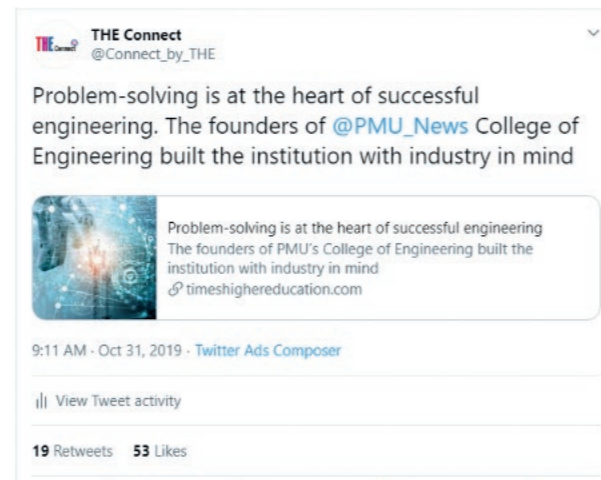 THE Connect
THE Connect
@Connect_by_THE
Problem-solving is at the heart of successful
engineering. The founders of @PMU_News College of
Engineering built the institution with industry in mind
Problem-solving is at the heart of successful engineering
The founders of PMU's College of Engineering built the
institution with industry in mind
timeshighereducation.com
9:11 AM · Oct 31, 2019 · Twitter Ads Composer
View Tweet activity
19 Retweets 53 Likes